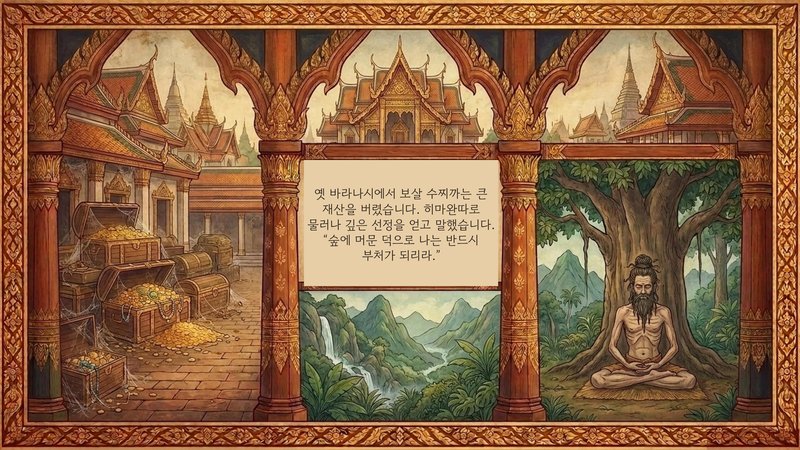 옛 바라나시에서 보살 수찌까는 큰
재산을 버렸습니다. 히마완따로
물러나 깊은 선정을 얻고 말했습니다.
“숲에 머문 덕으로 나는 반드시
부처가 되리라.”